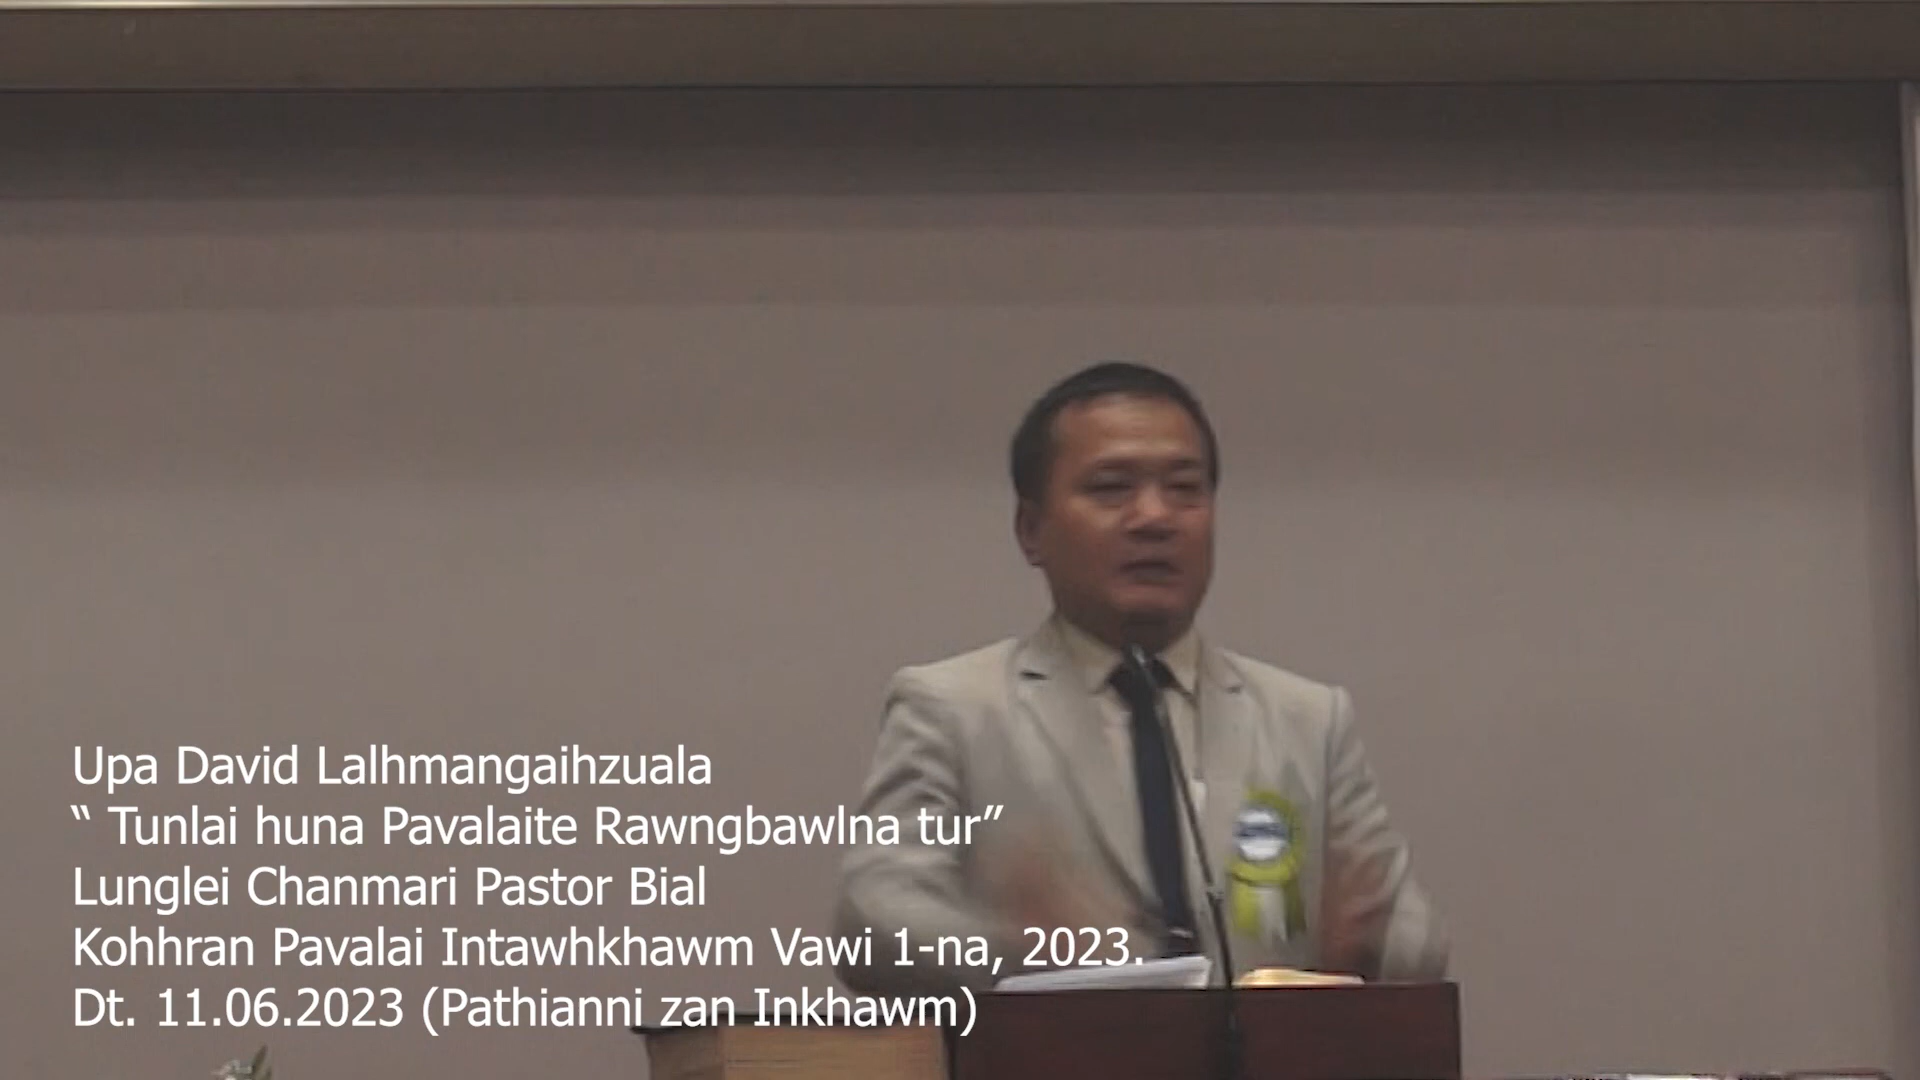 Upa David Lalhmangaihzuala
“ Tunlai huna Pavalaite Rawngbawlna tur”
Lunglei Chanmari Pastor Bial
Kohhran Pavalai Intawhkhawm Vawi 1-na, 2023.
Dt. 11.06.2023 (Pathianni zan Inkhawm)